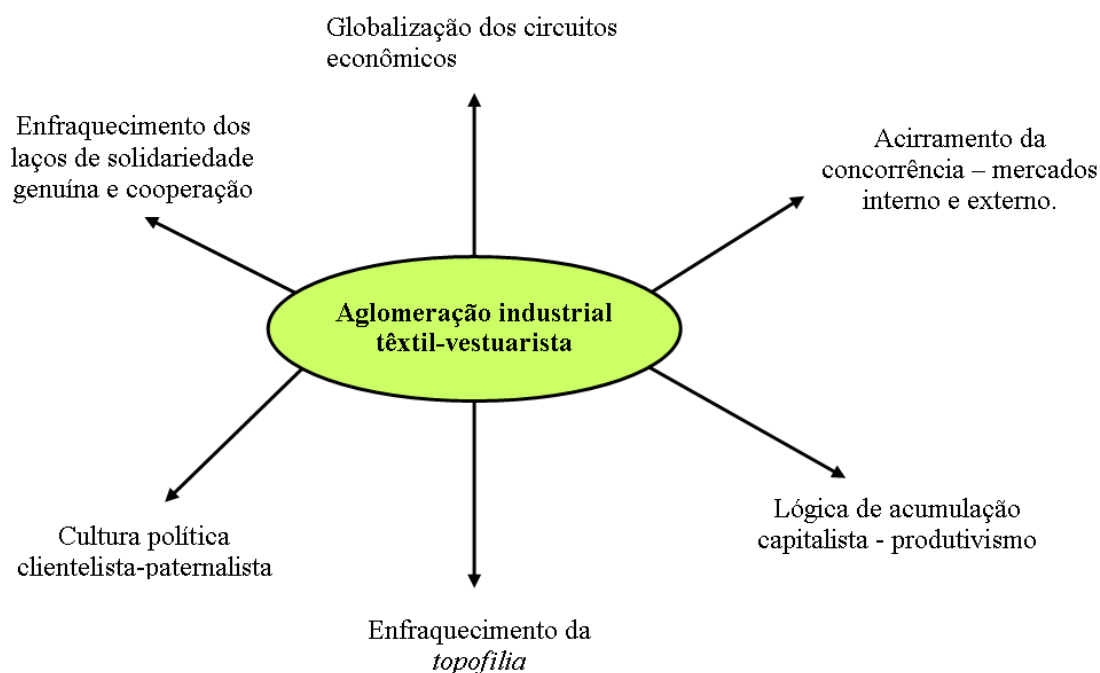 Globalização dos circuitos
econômicos
Enfraquecimento dos
laços de solidariedade
genuína e cooperação
Acirramento da
concorrência – mercados
interno e externo.
Aglomeração industrial
têxtil-vestuarista
Cultura política
clientelista-paternalista
Lógica de acumulação
capitalista - produtivismo
Enfraquecimento da
topofilia